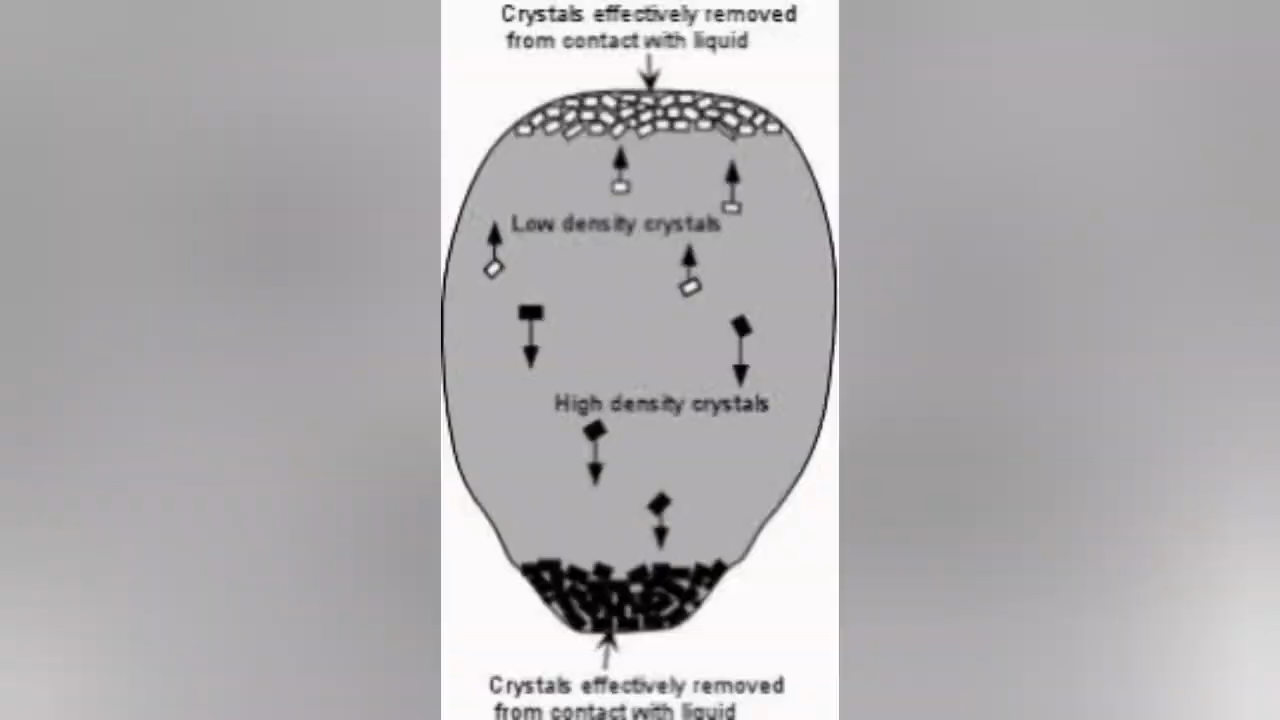 Crystals effectively removed
from contact with liquid
Low density crystals
High density crystals
Crystals effectively removed
from contact with liquid